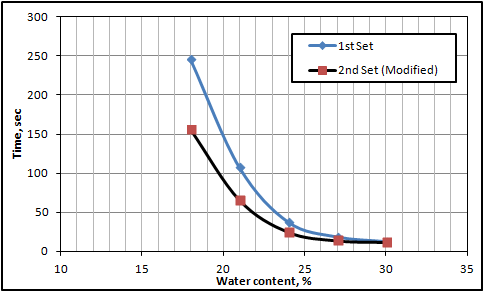 300
250
200
150
100
50
0
Time, sec
1st Set
2nd Set (Modified)
10 15 20 25 30 35
Water content, %